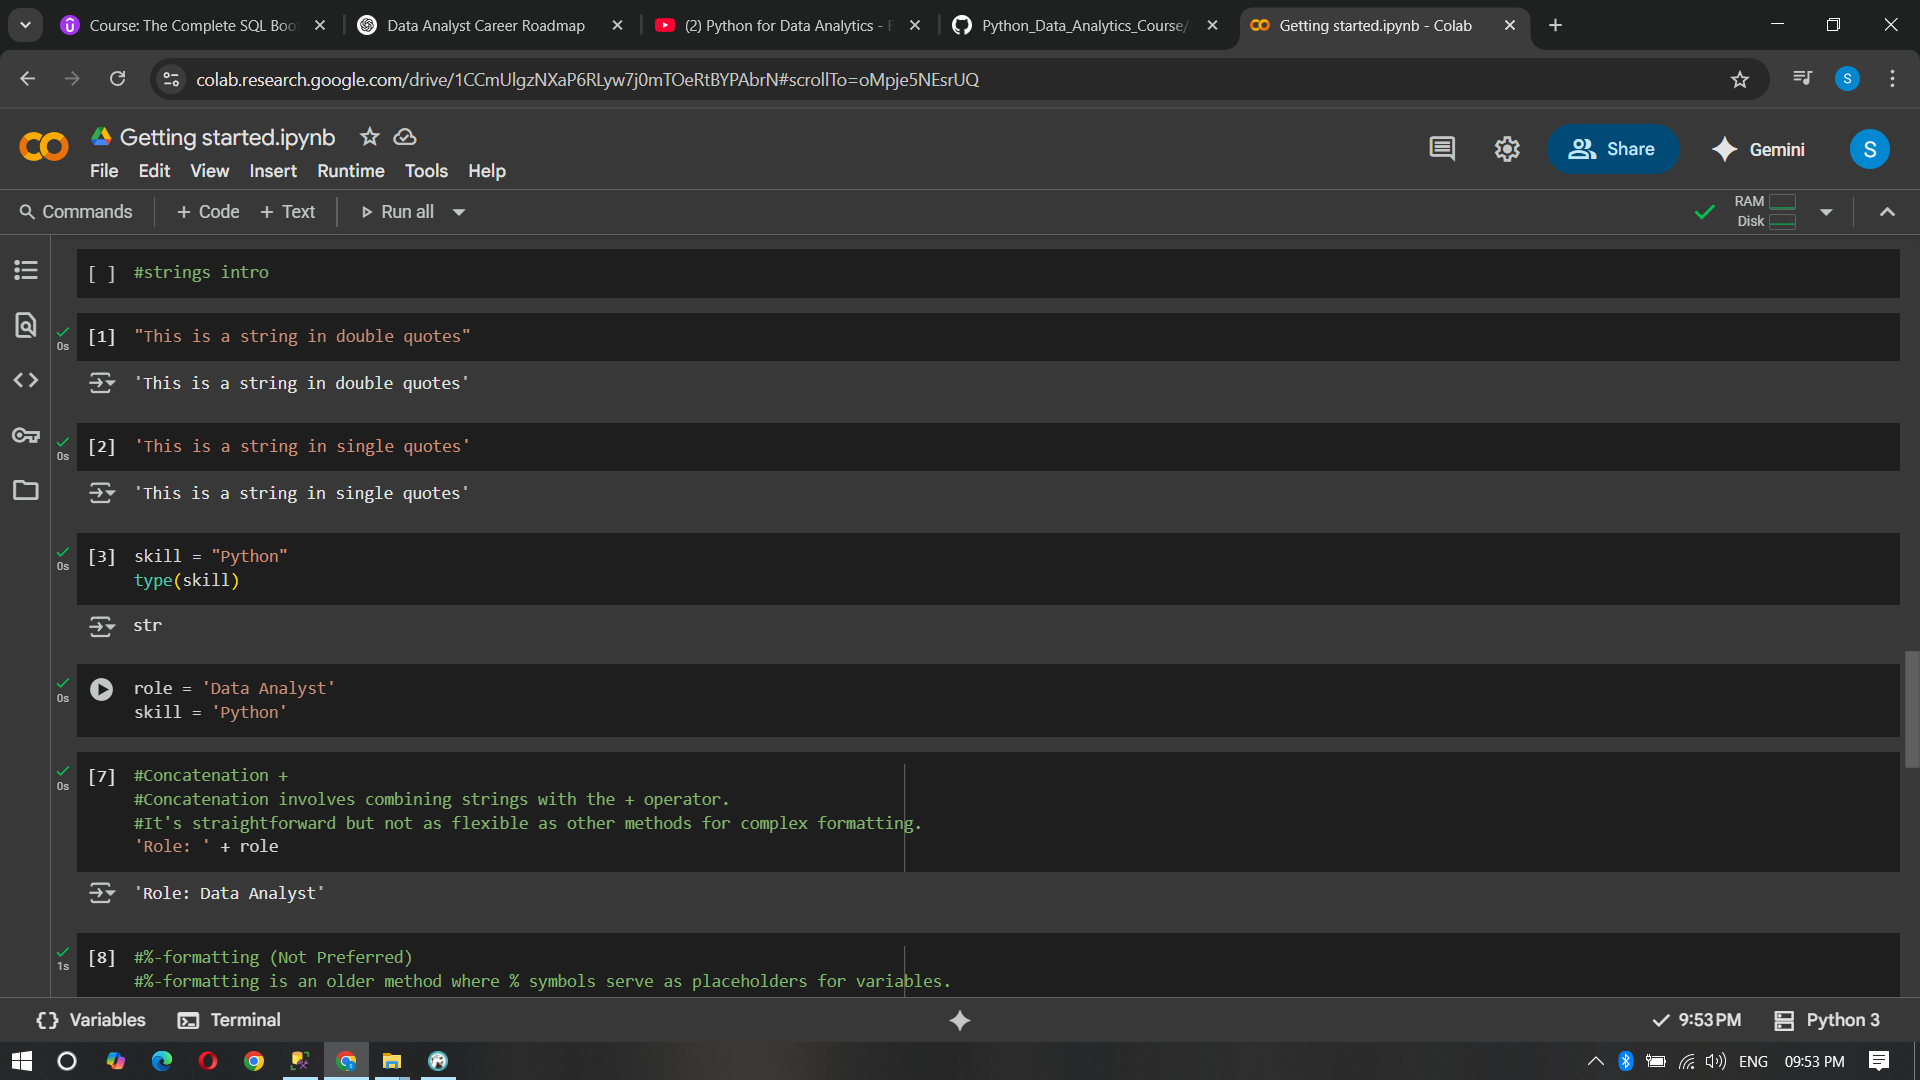 Course: The Complete SQL Boo
Data Analyst Career Roadmap
(2) Python for Data Analytics -
Python_Data_Analytics_Course/
Getting started.ipynb - Colab
colab.research.google.com/drive/1CCmUlgzNXaP6RLyw7j0mTOeRtBYPAbrN#scrollTo=oMpje5NEsrUQ
S
Getting started.ipynb
File Edit View Insert Runtime Tools Help
Share
Gemini
S
Commands + Code + Text Run all
RAM
Disk
[ ] #strings intro
[1] "This is a string in double quotes"
0s
'This is a string in double quotes'
[2] 'This is a string in single quotes'
0s
'This is a string in single quotes'
[3] skill = "Python"
0s
type(skill)
str
role = 'Data Analyst'
0s
skill = 'Python'
[7] #Concatenation +
0s
#Concatenation involves combining strings with the + operator.
#It's straightforward but not as flexible as other methods for complex formatting.
'Role: ' + role
'Role: Data Analyst'
[8] #%-formatting (Not Preferred)
1s
#%-formatting is an older method where % symbols serve as placeholders for variables.
{} Variables Terminal
9:53 PM Python 3
ENG 09:53 PM